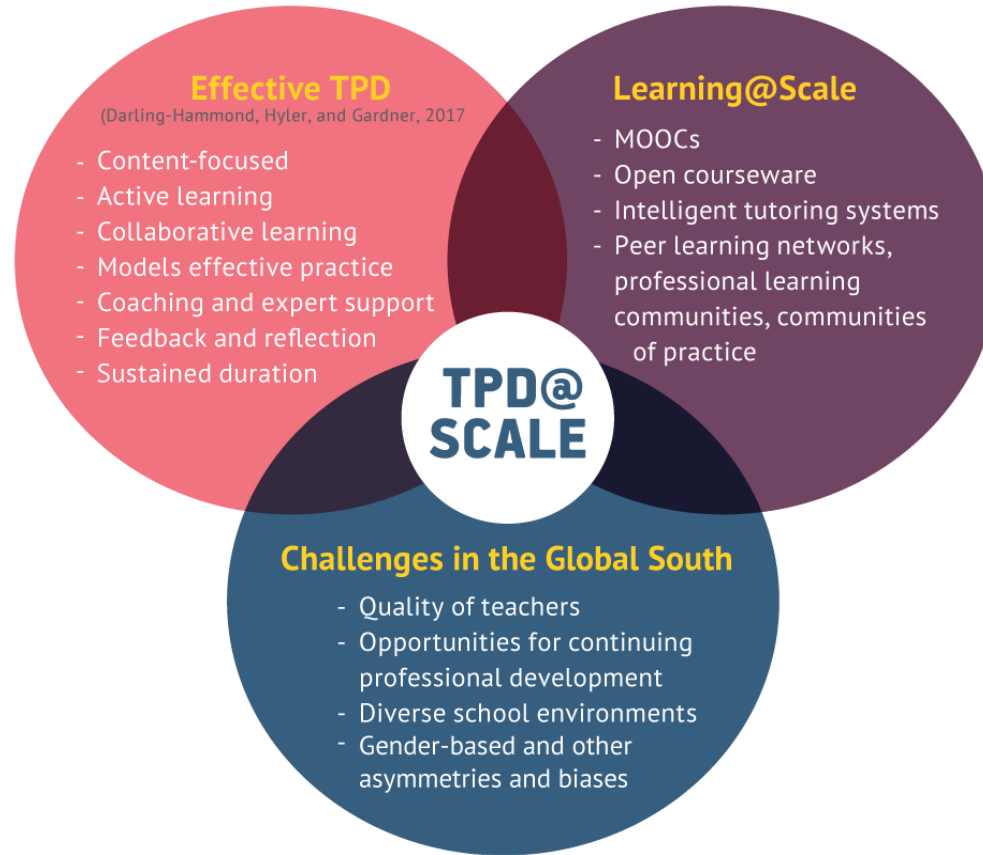 Effective TPD
(Darling-Hammond, Hyler, and Gardner, 2017
- Content-focused
- Active learning
- Collaborative learning
- Models effective practice
- Coaching and expert support
- Feedback and reflection
- Sustained duration
Learning@Scale
- MOOCs
- Open courseware
- Intelligent tutoring systems
- Peer learning networks,
professional learning
communities, communities
of practice
TPD@
SCALE
Challenges in the Global South
- Quality of teachers
- Opportunities for continuing
professional development
- Diverse school environments
- Gender-based and other
asymmetries and biases